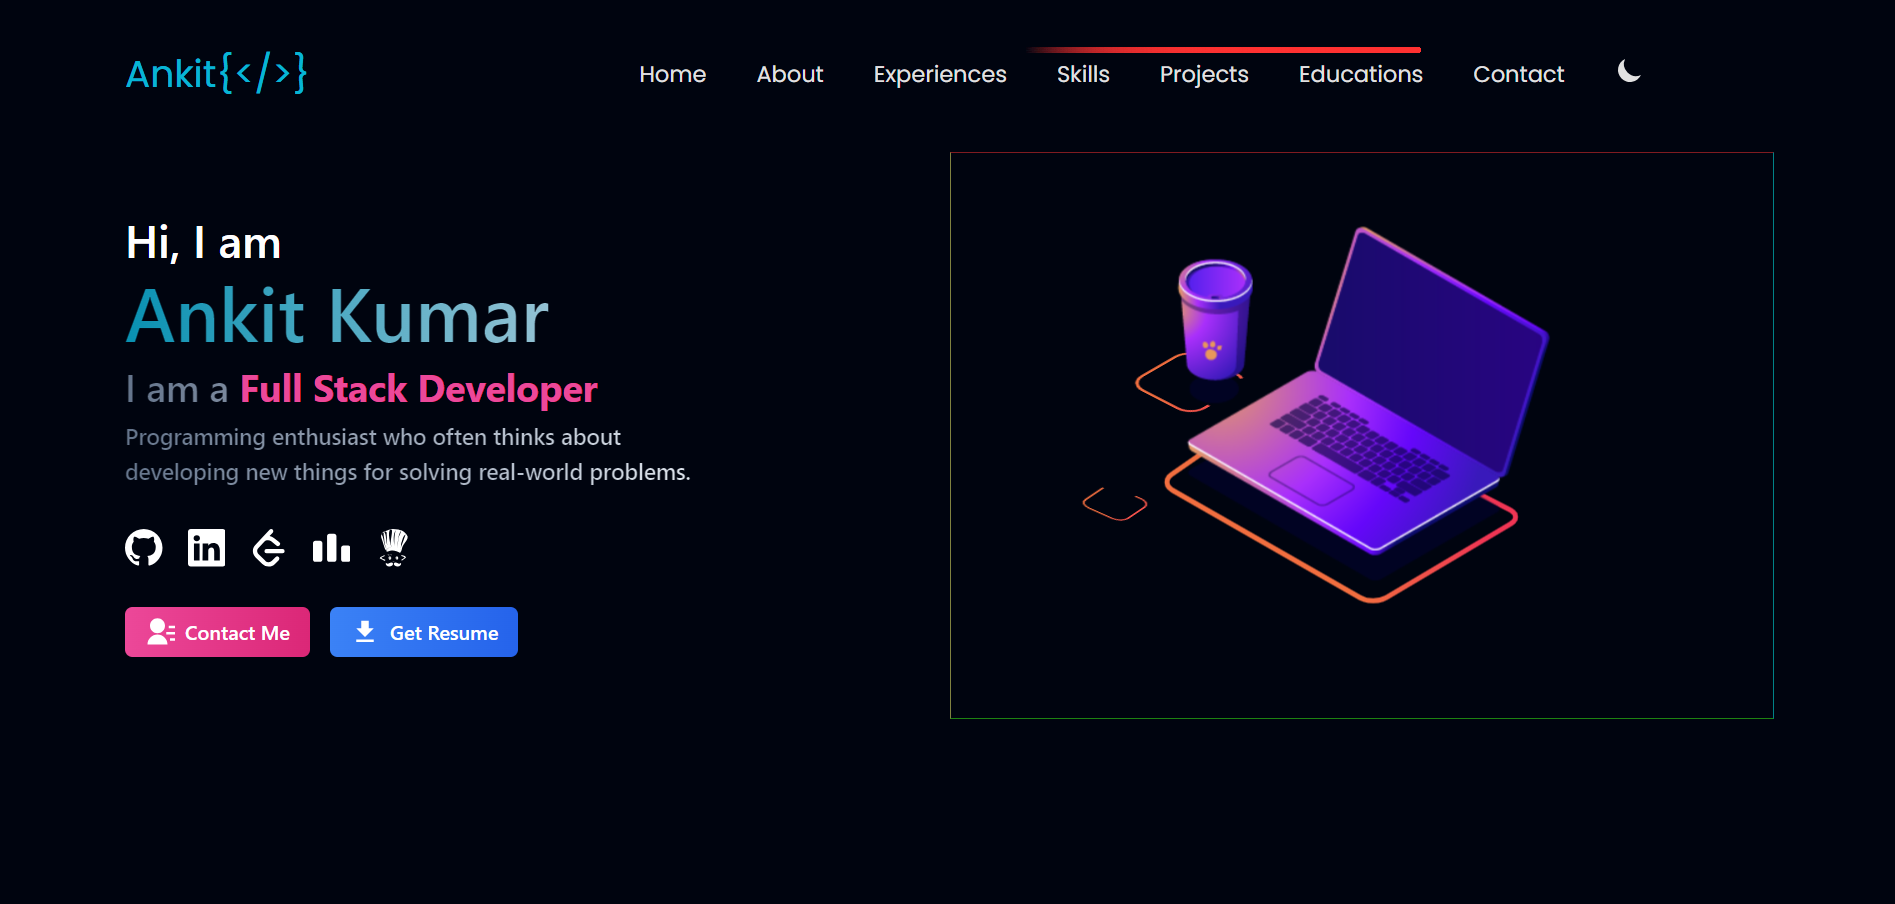 Ankit{</>}
Home About Experiences Skills Projects Educations Contact
Hi, I am
Ankit Kumar
I am a Full Stack Developer
Programming enthusiast who often thinks about
developing new things for solving real-world problems.
in
Contact Me Get Resume